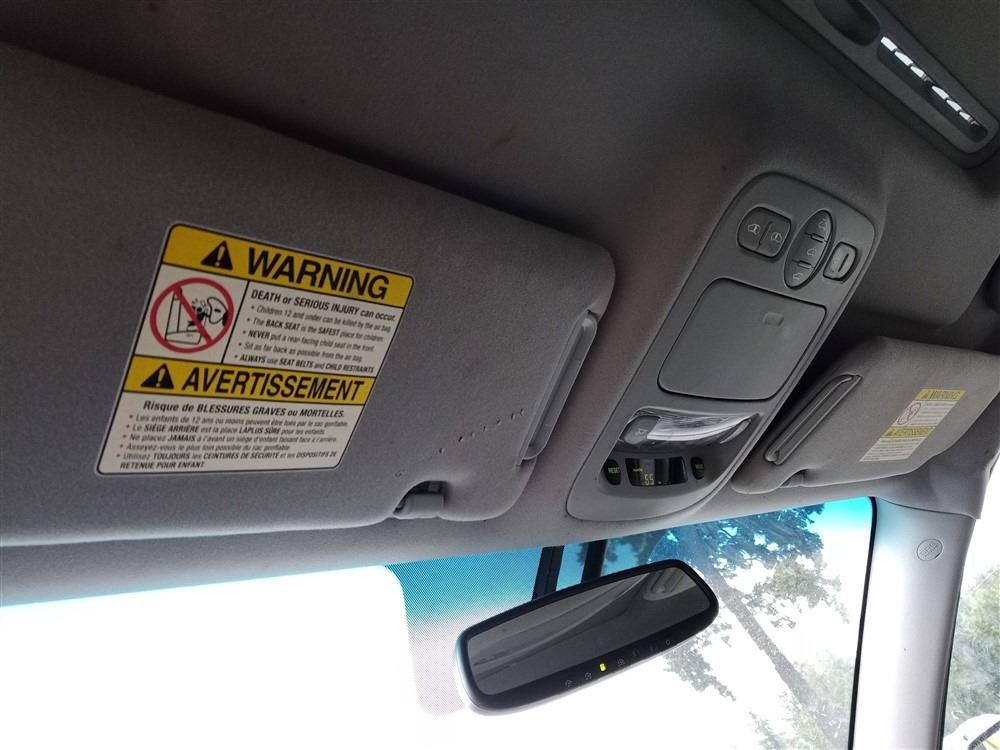 WARNING
DEATH or SERIOUS INJURY can occur.
• Children 12 and under can be killed by the air bag.
• The BACK SEAT is the SAFEST place for children.
• NEVER put a rear-facing child seat in the front.
• Sit as far back as possible from the air bag.
• ALWAYS use SEAT BELTS and CHILD RESTRAINTS
AVERTISSEMENT
Risque de BLESSURES GRAVES ou MORTELLES.
• Les enfants de 12 ans ou moins peuvent être tués par le sac gonflable.
• Le SIÈGE ARRIÈRE est la place LAPLUS SÛRE pour les enfants.
• Ne placez JAMAIS à l'avant un siège d'enfant faisant face à l'arrière.
• Asseyez-vous le plus loin possible du sac gonflable.
• Utilisez TOUJOURS les CEINTURES DE SÉCURITÉ et les DISPOSITIFS DE
RETENUE POUR ENFANT.
RESET
55
MODE
WARNING
AVERTISSEMENT